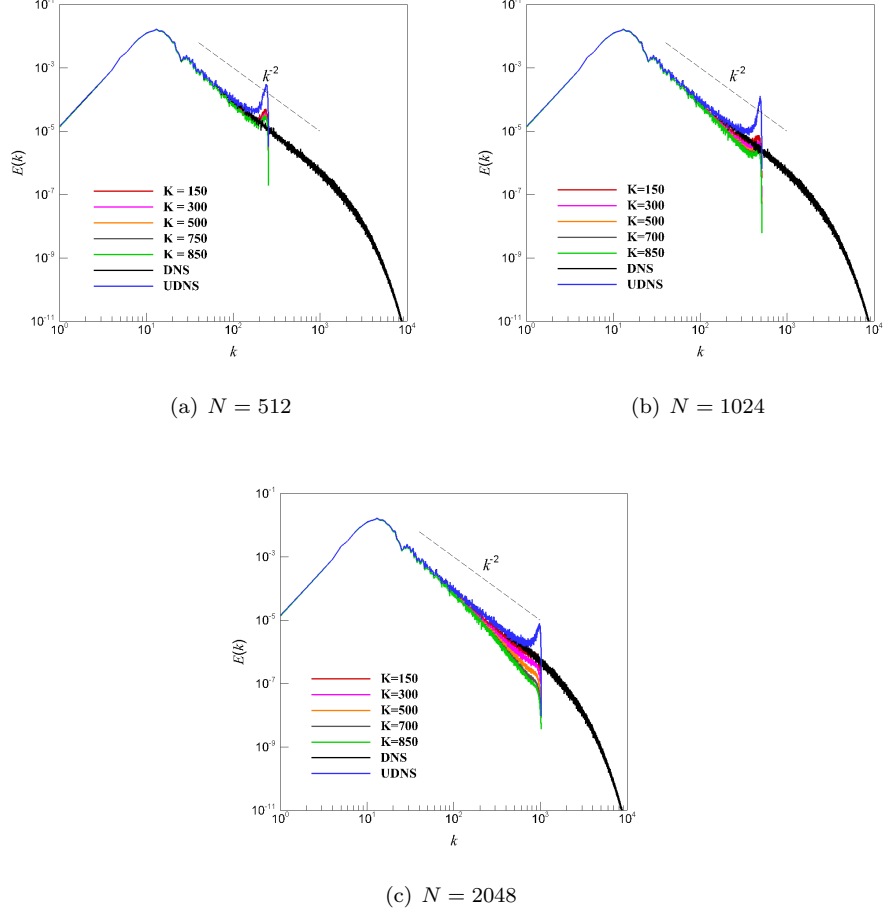 10⁻¹
10⁻³
10⁻⁵
10⁻⁷
10⁻⁹
10⁻¹¹
E(k)
k⁻²
K = 150
K = 300
K = 500
K = 750
K = 850
DNS
UDNS
10⁰ 10¹ 10² 10³ 10⁴
k
(a) N = 512
10⁻¹
10⁻³
10⁻⁵
10⁻⁷
10⁻⁹
10⁻¹¹
E(k)
k⁻²
K=150
K=300
K=500
K=700
K=850
DNS
UDNS
10⁰ 10¹ 10² 10³ 10⁴
k
(b) N = 1024
10⁻¹
10⁻³
10⁻⁵
10⁻⁷
10⁻⁹
10⁻¹¹
E(k)
k⁻²
K=150
K=300
K=500
K=700
K=850
DNS
UDNS
10⁰ 10¹ 10² 10³ 10⁴
k
(c) N = 2048